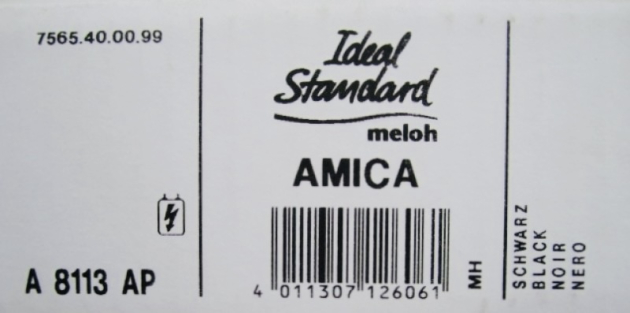 7565.40.00.99
A 8113 AP
Ideal
Standard
meloh
AMICA
4 011307 126061
MH
SCHWARZ
BLACK
NOIR
NERO